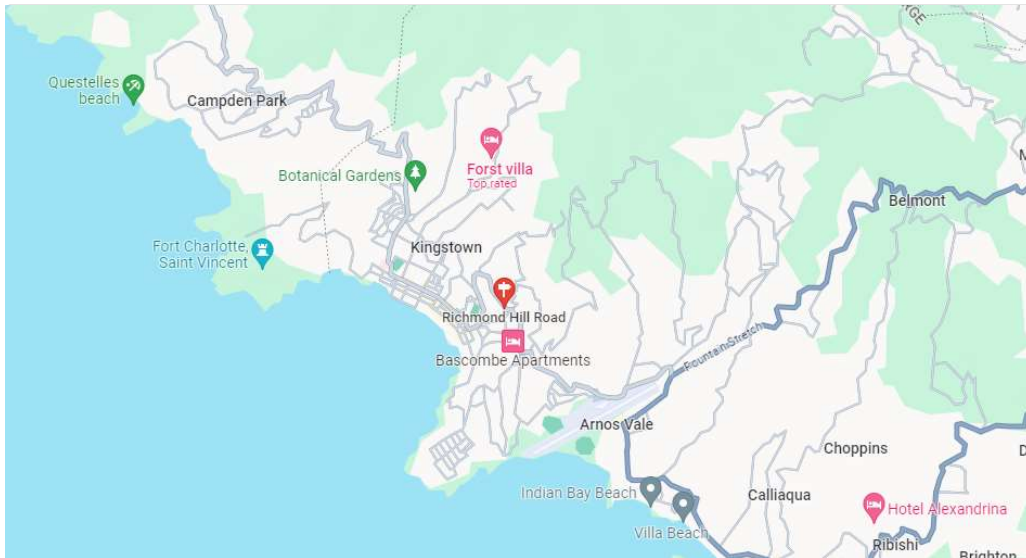 Questelles
beach
Campden Park
Forst villa
Top rated
Botanical Gardens
Belmont
Fort Charlotte,
Saint Vincent
Kingstown
Richmond Hill Road
Bascombe Apartments
Fountain Stretch
Arnos Vale
Choppins
Indian Bay Beach
Calliaqua
Villa Beach
Hotel Alexandrina
Ribishi
Brighton